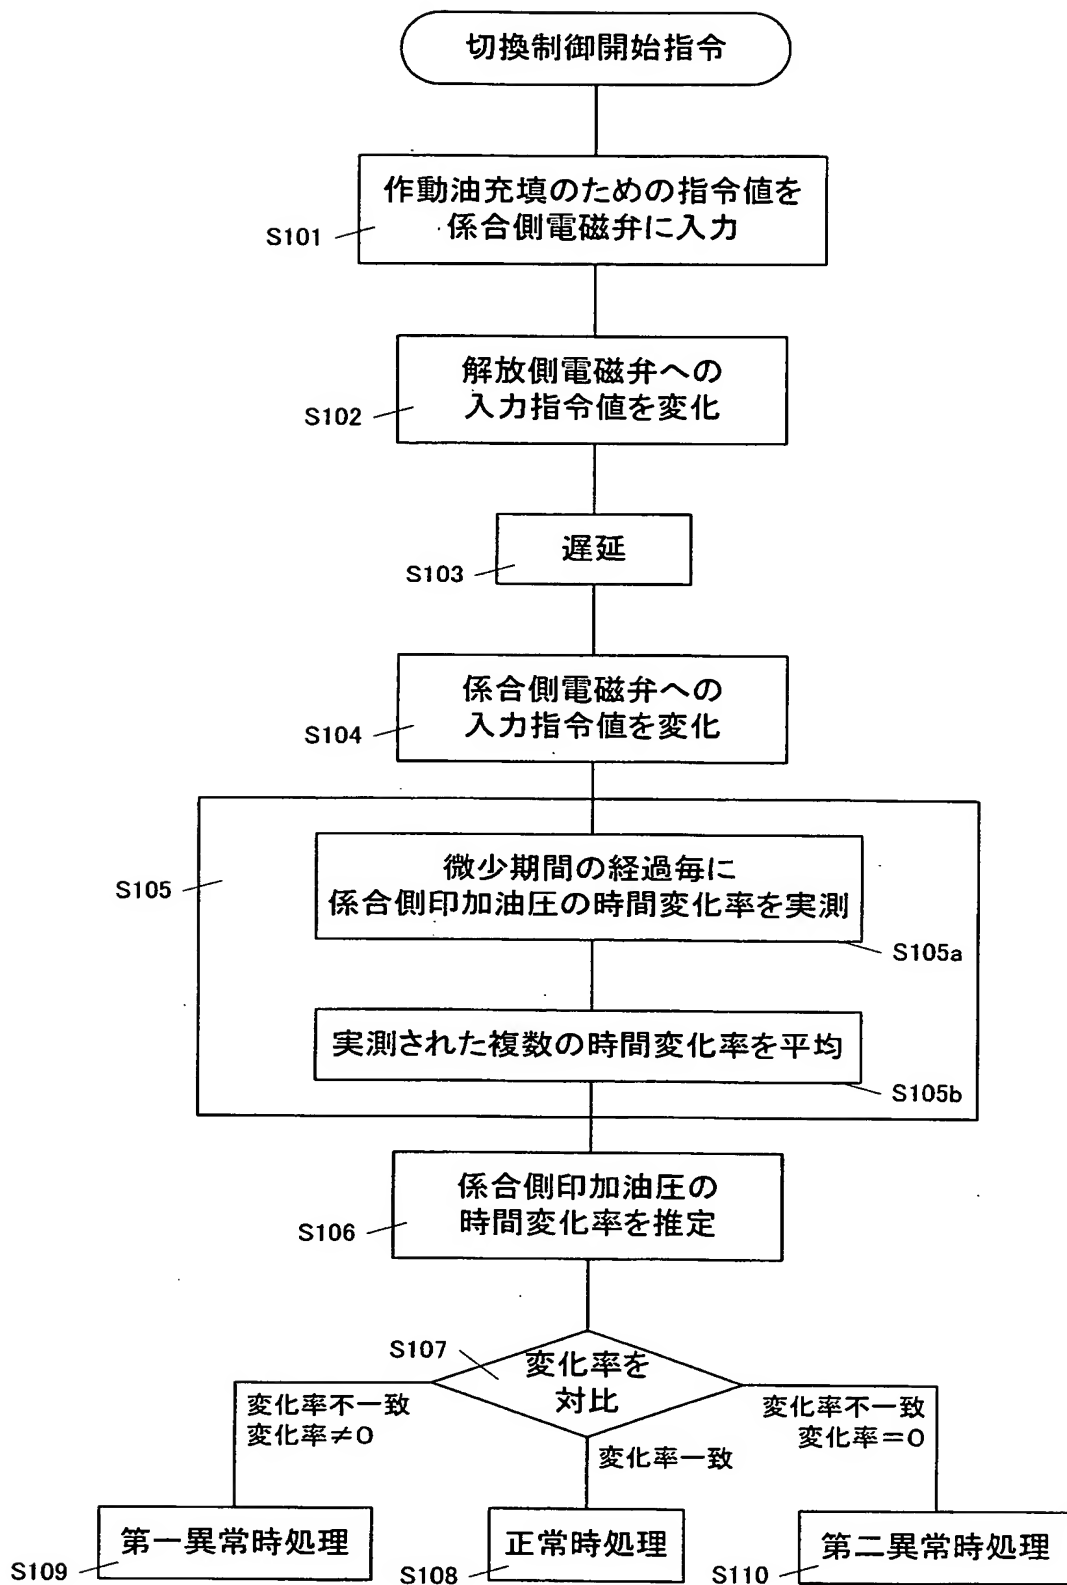 切換制御開始指令
作動油充填のための指令値を
係合側電磁弁に入力
S101
解放側電磁弁への
入力指令値を変化
S102
遅延
S103
係合側電磁弁への
入力指令値を変化
S104
微少期間の経過毎に
係合側印加油圧の時間変化率を実測
S105
S105a
実測された複数の時間変化率を平均
S105b
係合側印加油圧の
時間変化率を推定
S106
S107
変化率を
対比
変化率不一致
変化率≠0
変化率一致
変化率不一致
変化率=0
第一異常時処理
S109
正常時処理
S108
第二異常時処理
S110